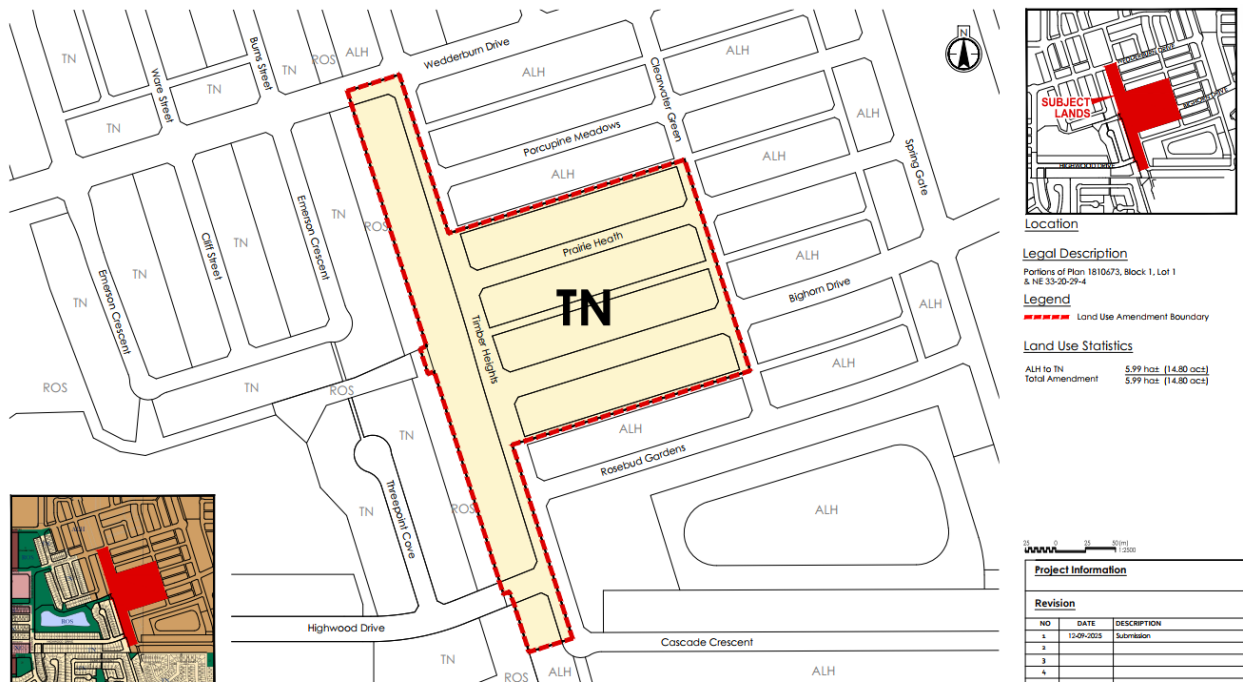 TN
Ware Street
TN
Burns Street
TN
ROS
ALH
Wedderburn Drive
ALH
ALH
Clearwater Green
TN
Porcupine Meadows
ALH
ALH
ALH
Spring Gate
TN
Cliff Street
TN
Emerson Crescent
TN
ROS
Prairie Heath
TN
Timber Heights
ALH
Bighorn Drive
ALH
ALH
TN
Emerson Crescent
ROS
TN
ROS
TN
Threepoint Cove
TN
ROS
ALH
Rosebud Gardens
ALH
Highwood Drive
Cascade Crescent
TN
ROS
ALH
ALH
N
SUBJECT
LANDS
HIGHWOOD DRIVE
Location
Legal Description
Portions of Plan 1810673, Block 1, Lot 1
& NE 33-20-29-4
Legend
Land Use Amendment Boundary
Land Use Statistics
ALH to TN 5.99 ha± (14.80 ac±)
Total Amendment 5.99 ha± (14.80 ac±)
25 0 25 50(m)
1:2500
Project Information
Revision
NO DATE DESCRIPTION
1 12-09-2025 Submission
2
3
4
ALH
ROS